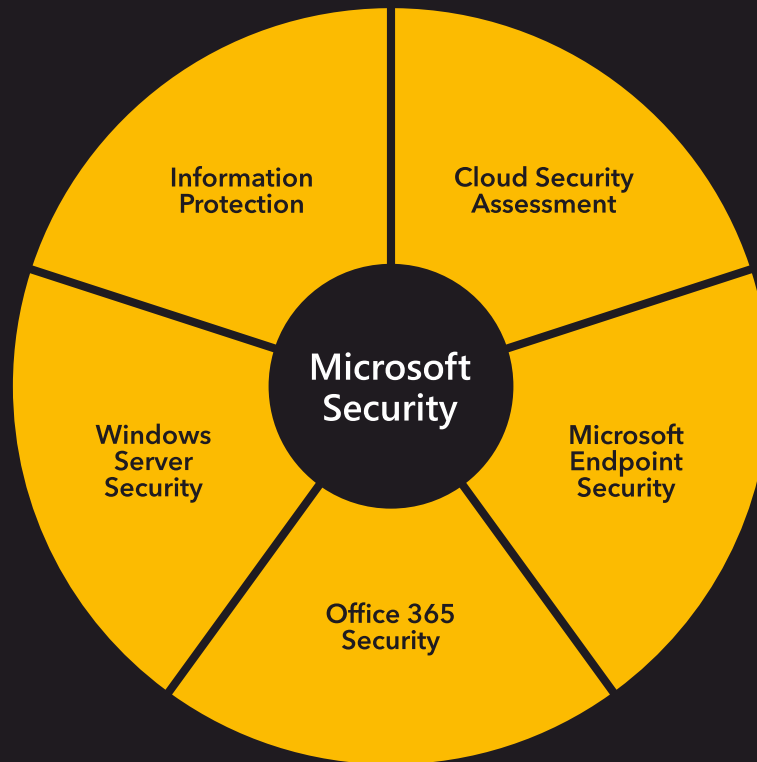 Information
Protection
Cloud Security
Assessment
Microsoft
Security
Windows
Server
Security
Microsoft
Endpoint
Security
Office 365
Security